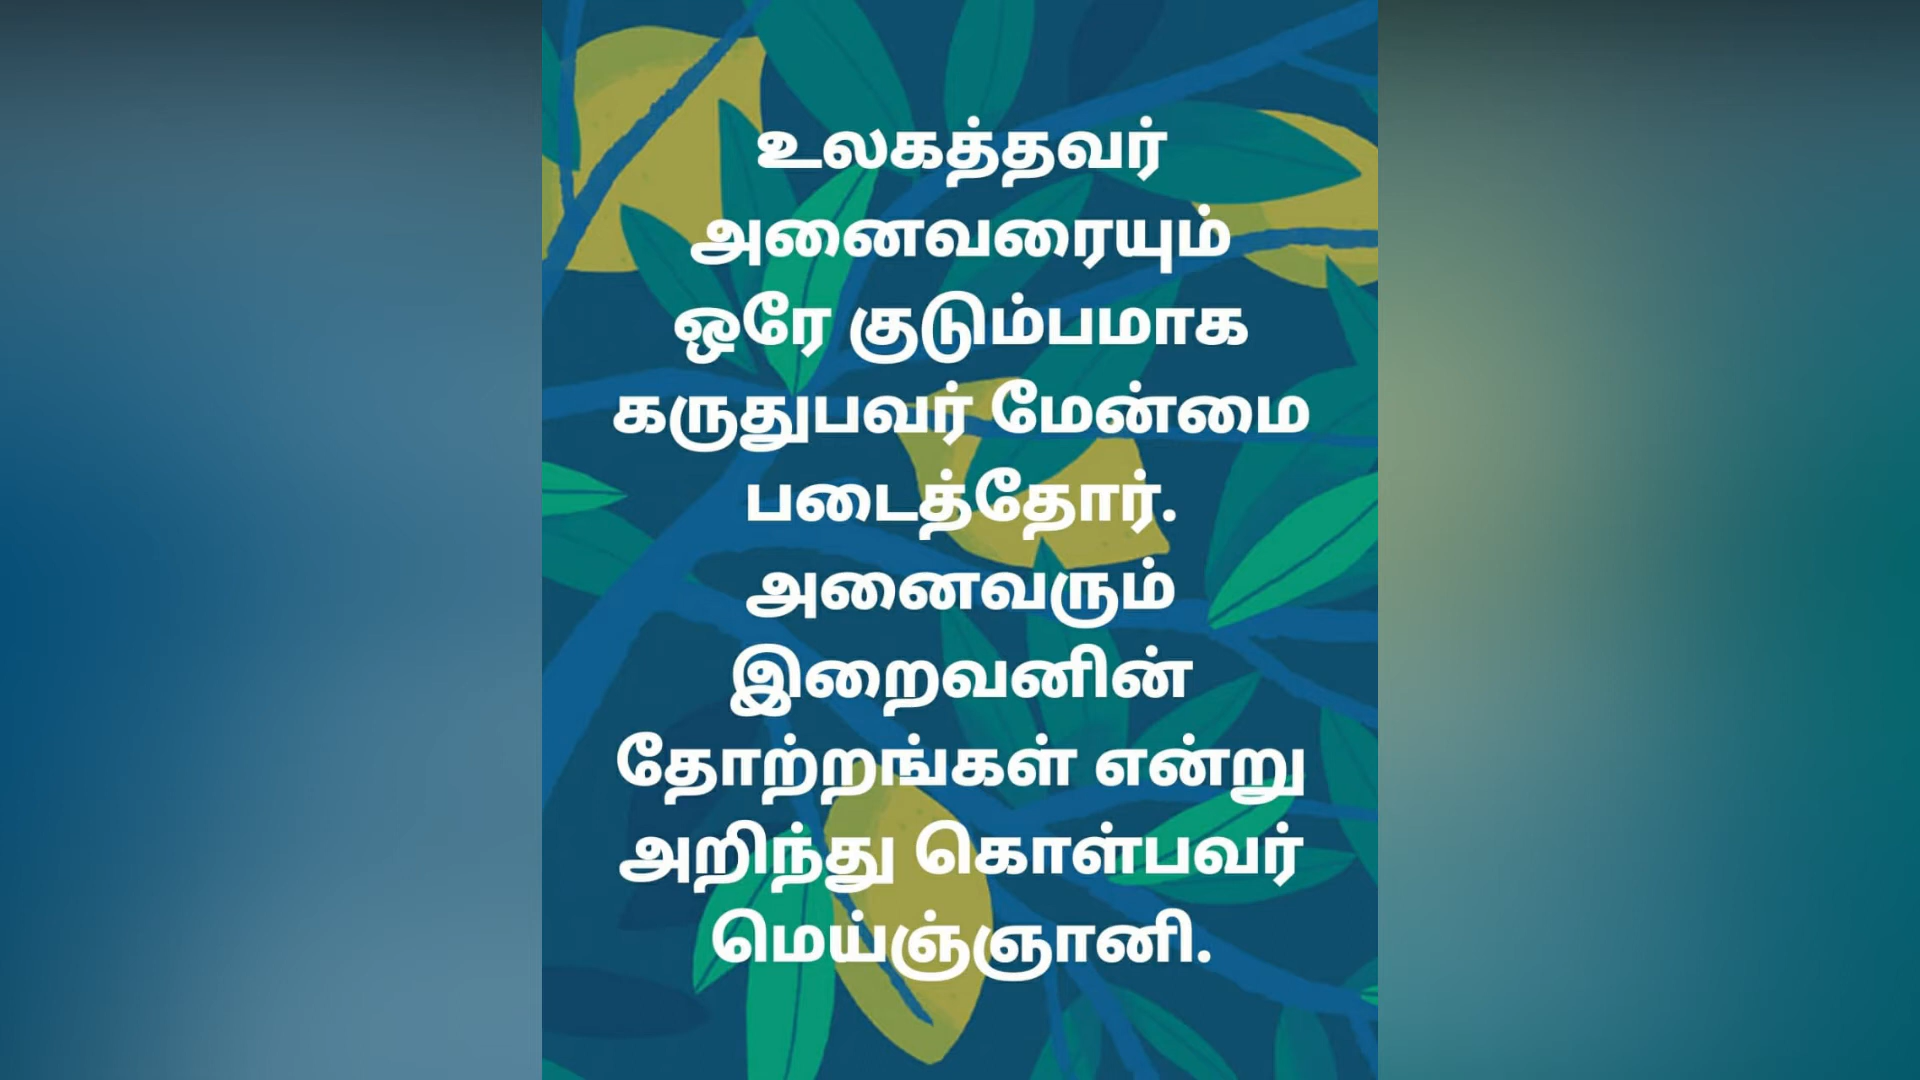 உலகத்தவர்
அனைவரையும்
ஒரே குடும்பமாக
கருதுபவர் மேன்மை
படைத்தோர்.
அனைவரும்
இறைவனின்
தோற்றங்கள் என்று
அறிந்து கொள்பவர்
மெய்ஞ்ஞானி.